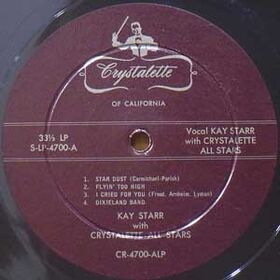 Crystalette
OF CALIFORNIA
33⅓ LP
S-LP-4700-A
Vocal KAY STARR
with CRYSTALETTE
ALL STARS
1. STAR DUST (Carmichael-Parish)
2. FLYIN' TOO HIGH
3. I CRIED FOR YOU (Freed, Arnheim, Lyman)
4. DIXIELAND BAND
KAY STARR
with
CRYSTALETTE ALL STARS
CR-4700-ALP